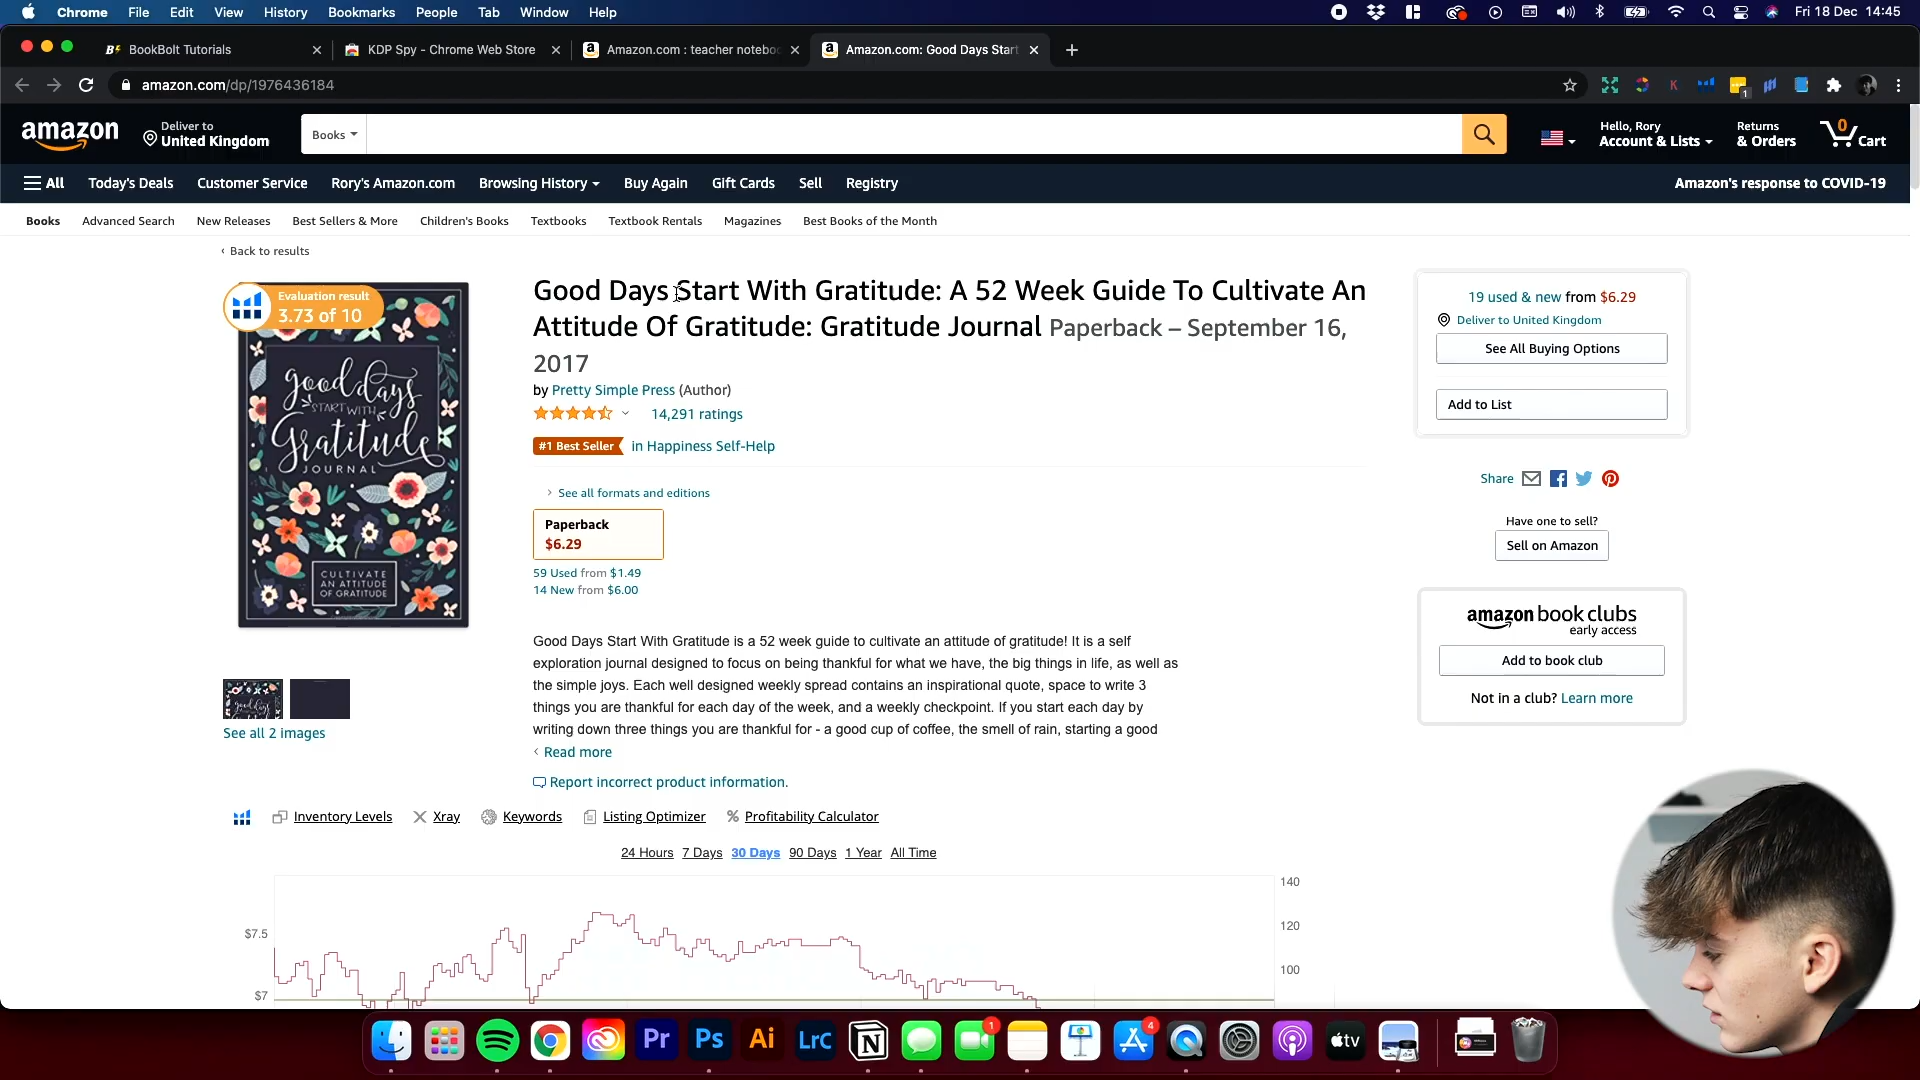 Chrome File Edit View History Bookmarks People Tab Window Help
Fri 18 Dec 14:45
BookBolt Tutorials
KDP Spy - Chrome Web Store
Amazon.com : teacher noteboo
Amazon.com: Good Days Start
amazon.com/dp/1976436184
amazon
Deliver to
United Kingdom
Books
Hello, Rory
Account & Lists
Returns
& Orders
0
Cart
All Today's Deals Customer Service Rory's Amazon.com Browsing History Buy Again Gift Cards Sell Registry
Amazon's response to COVID-19
Books Advanced Search New Releases Best Sellers & More Children's Books Textbooks Textbook Rentals Magazines Best Books of the Month
‹ Back to results
Evaluation result
3.73 of 10
good days
START WITH
Gratitude
JOURNAL
CULTIVATE
AN ATTITUDE
OF GRATITUDE
See all 2 images
Good Days Start With Gratitude: A 52 Week Guide To Cultivate An
Attitude Of Gratitude: Gratitude Journal Paperback – September 16,
2017
by Pretty Simple Press (Author)
14,291 ratings
#1 Best Seller in Happiness Self-Help
See all formats and editions
Paperback
$6.29
59 Used from $1.49
14 New from $6.00
Good Days Start With Gratitude is a 52 week guide to cultivate an attitude of gratitude! It is a self
exploration journal designed to focus on being thankful for what we have, the big things in life, as well as
the simple joys. Each well designed weekly spread contains an inspirational quote, space to write 3
things you are thankful for each day of the week, and a weekly checkpoint. If you start each day by
writing down three things you are thankful for - a good cup of coffee, the smell of rain, starting a good
‹ Read more
Report incorrect product information.
19 used & new from $6.29
Deliver to United Kingdom
See All Buying Options
Add to List
Share
Have one to sell?
Sell on Amazon
amazon book clubs
early access
Add to book club
Not in a club? Learn more
Inventory Levels Xray Keywords Listing Optimizer % Profitability Calculator
24 Hours 7 Days 30 Days 90 Days 1 Year All Time
140
$7.5
120
100
$7
Pr Ps Ai LrC
1
4
tv